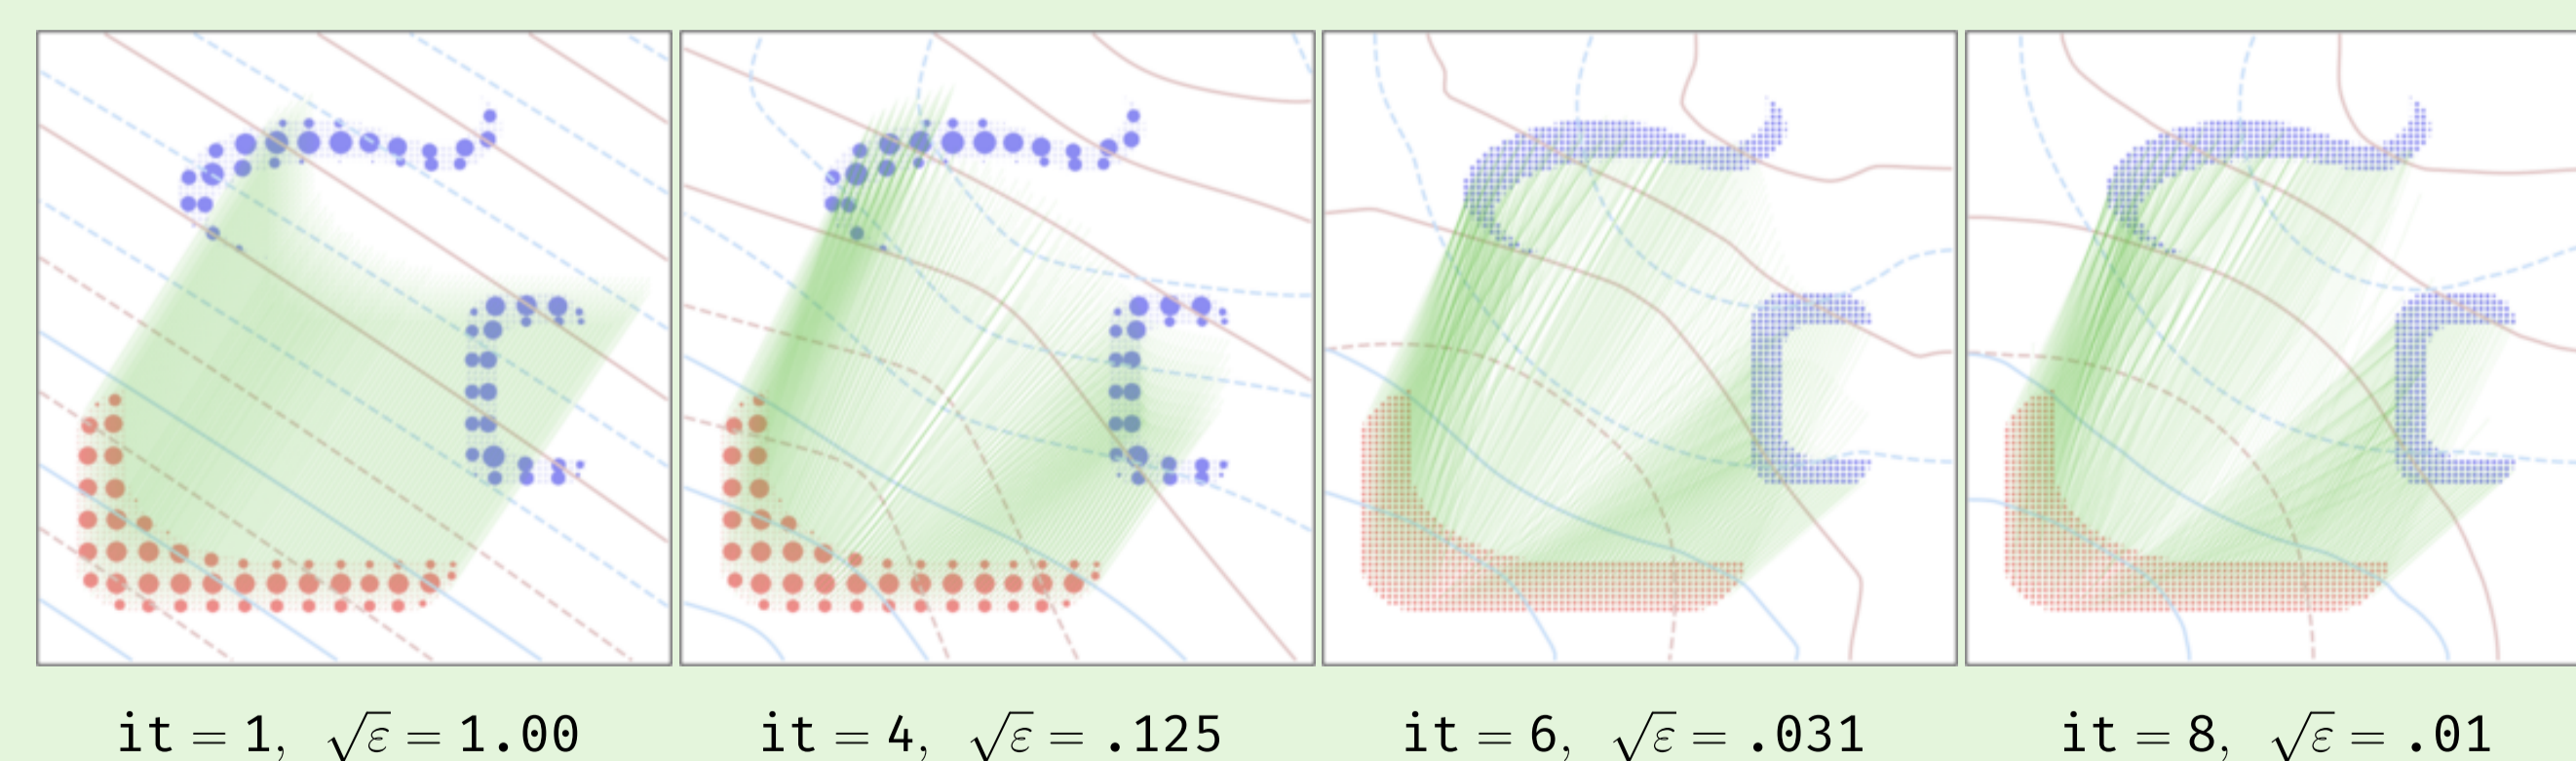 it = 1, √ε = 1.00
it = 4, √ε = .125
it = 6, √ε = .031
it = 8, √ε = .01